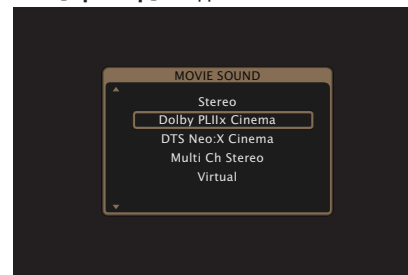 MOVIE SOUND
Stereo
Dolby PLIIx Cinema
DTS Neo:X Cinema
Multi Ch Stereo
Virtual